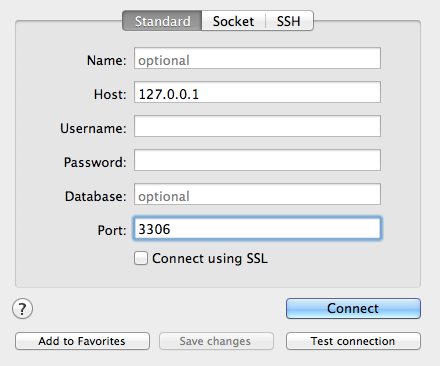 Standard Socket SSH
Name: optional
Host: 127.0.0.1
Username:
Password:
Database: optional
Port: 3306
Connect using SSL
? Connect
Add to Favorites Save changes Test connection